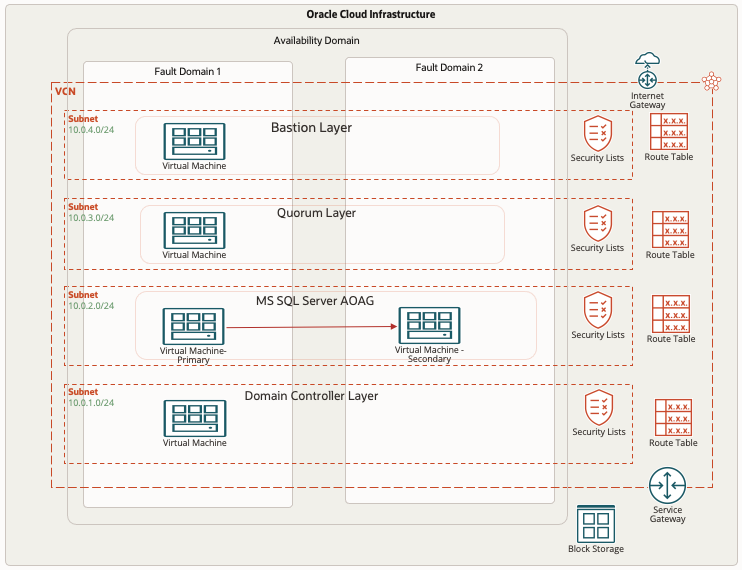 Oracle Cloud Infrastructure
Availability Domain
Fault Domain 1
Fault Domain 2
VCN
Internet
Gateway
Subnet
10.0.4.0/24
Bastion Layer
Virtual Machine
Security Lists
X.X.X.
X.X.X.
X.X.X.
Route Table
Subnet
10.0.3.0/24
Quorum Layer
Virtual Machine
Security Lists
X.X.X.
X.X.X.
X.X.X.
Route Table
Subnet
10.0.2.0/24
MS SQL Server AOAG
Virtual Machine-
Primary
Virtual Machine -
Secondary
Security Lists
X.X.X.
X.X.X.
X.X.X.
Route Table
Subnet
10.0.1.0/24
Domain Controller Layer
Virtual Machine
Security Lists
X.X.X.
X.X.X.
X.X.X.
Route Table
Service
Gateway
Block Storage